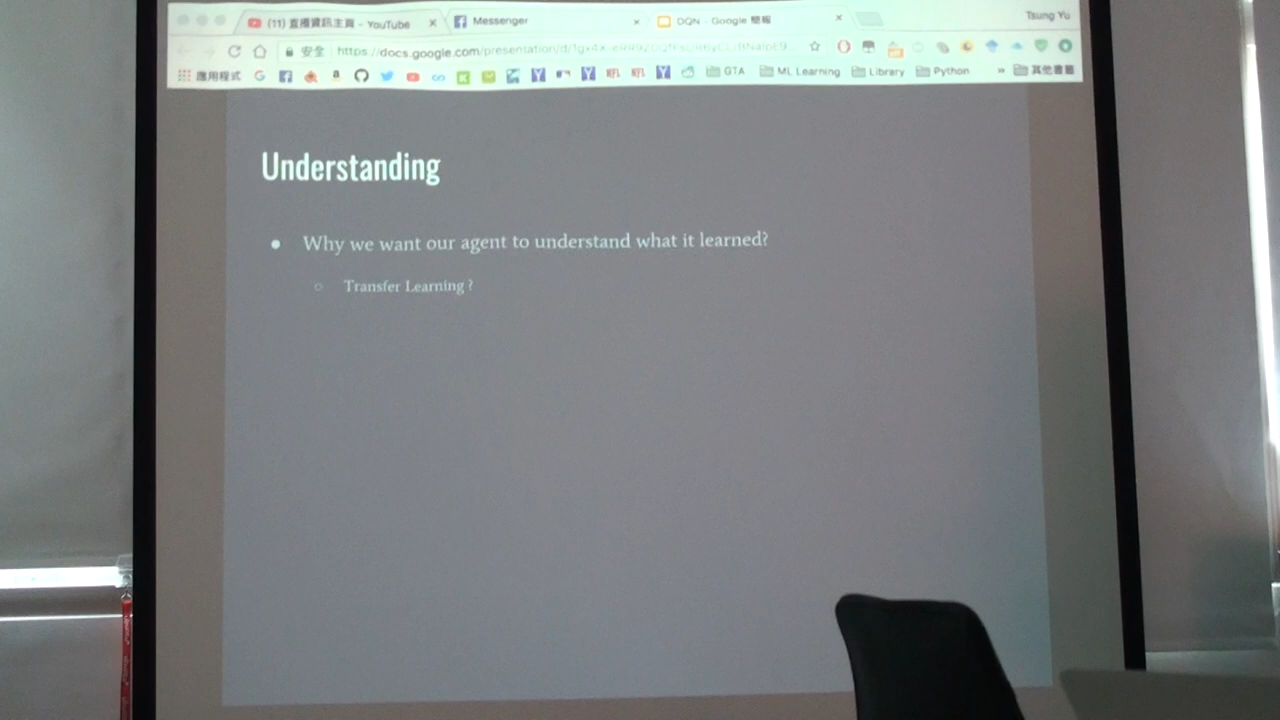 (11) 直播資訊主頁 - YouTube
Messenger
DQN - Google 簡報
Tsung Yu
安全
https://docs.google.com/presentation/d/
應用程式
GTA
ML Learning
Library
Python
其他書籤
Understanding
Why we want our agent to understand what it learned?
Transfer Learning ?